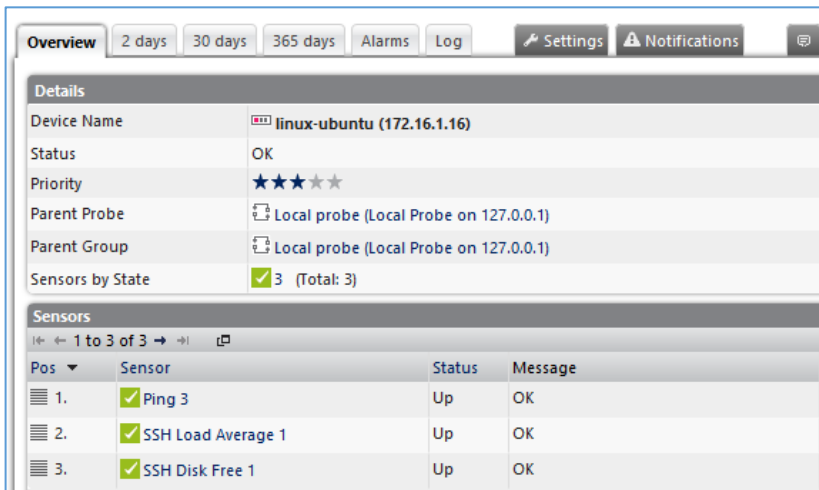 Overview 2 days 30 days 365 days Alarms Log Settings Notifications
Details
Device Name linux-ubuntu (172.16.1.16)
Status OK
Priority
Parent Probe Local probe (Local Probe on 127.0.0.1)
Parent Group Local probe (Local Probe on 127.0.0.1)
Sensors by State 3 (Total: 3)
Sensors
1 to 3 of 3
Pos Sensor Status Message
1. Ping 3 Up OK
2. SSH Load Average 1 Up OK
3. SSH Disk Free 1 Up OK